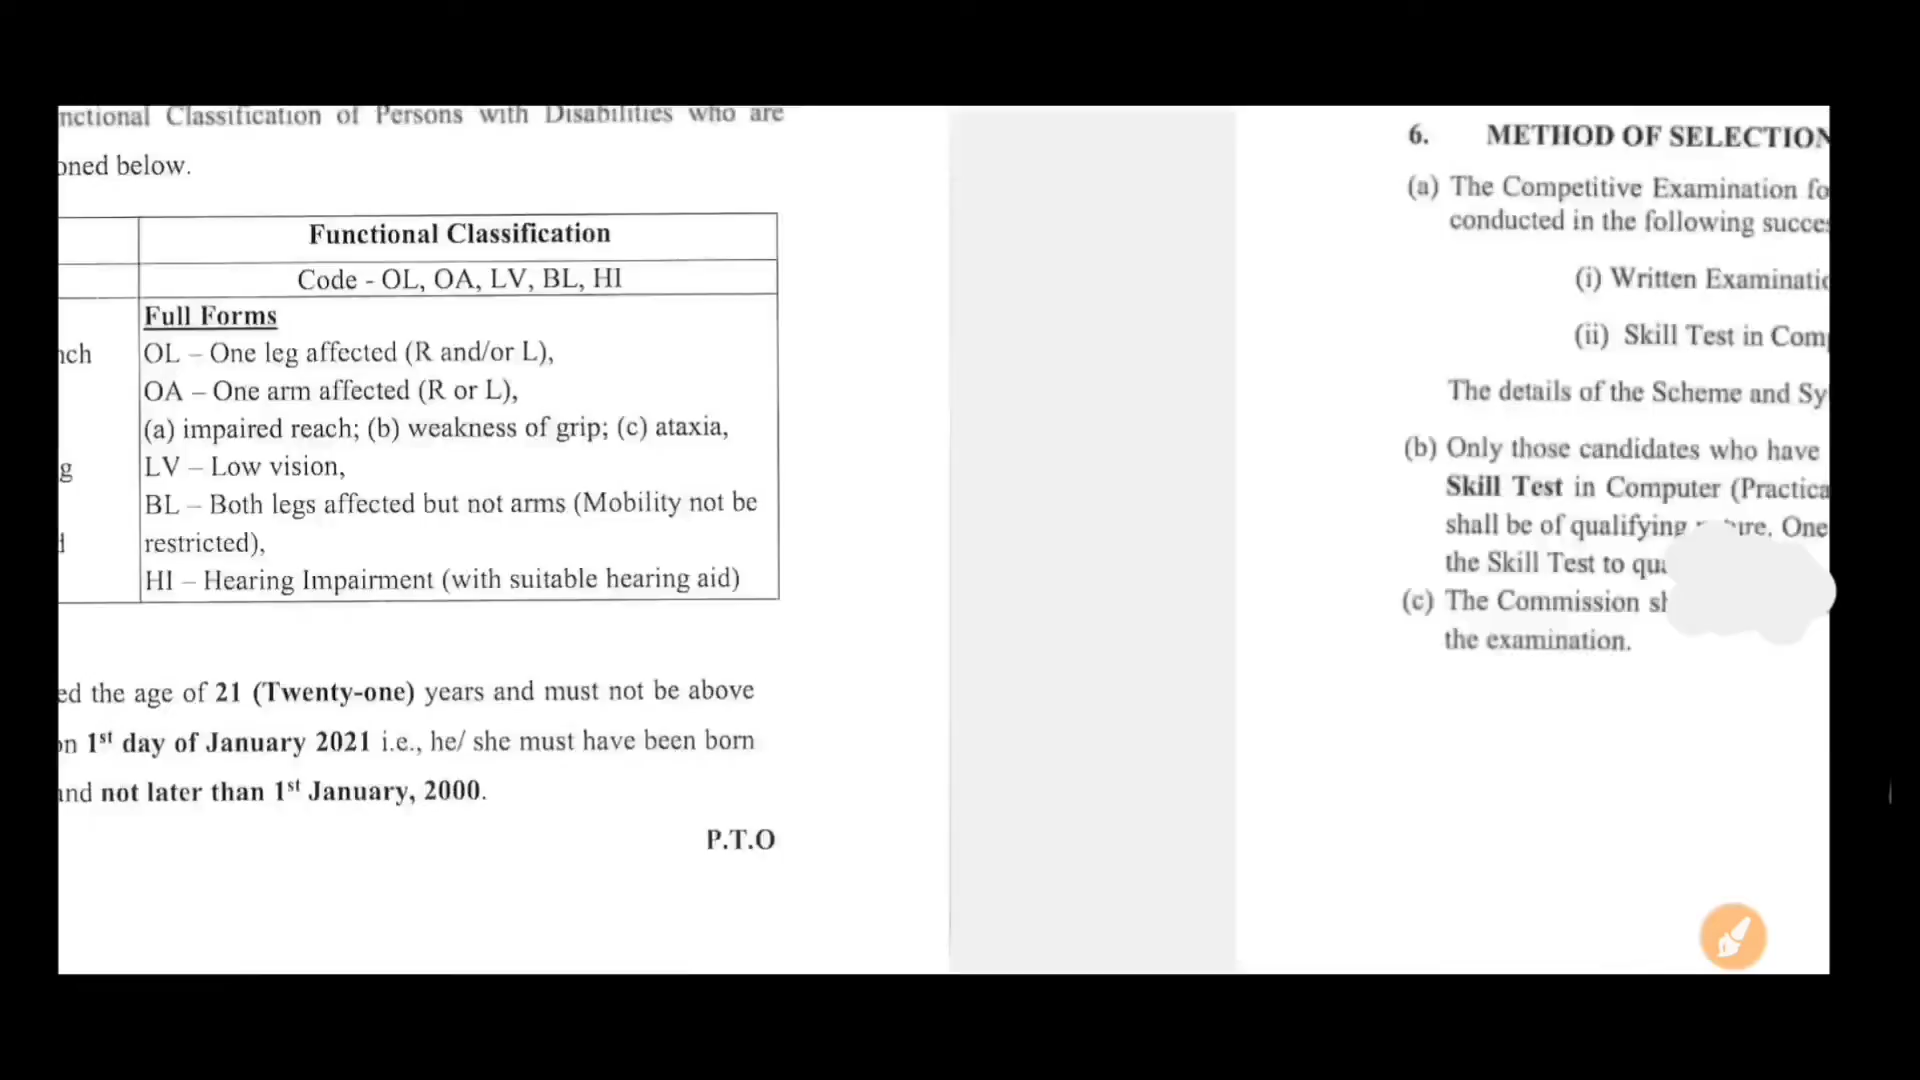 nctional Classification of Persons with Disabilities who are
oned below.
Functional Classification
Code - OL, OA, LV, BL, HI
Full Forms
nch
OL – One leg affected (R and/or L),
OA – One arm affected (R or L),
(a) impaired reach; (b) weakness of grip; (c) ataxia,
g
LV – Low vision,
BL – Both legs affected but not arms (Mobility not be
restricted),
HI – Hearing Impairment (with suitable hearing aid)
ed the age of 21 (Twenty-one) years and must not be above
on 1st day of January 2021 i.e., he/ she must have been born
and not later than 1st January, 2000.
P.T.O
6. METHOD OF SELECTION
(a) The Competitive Examination fo
conducted in the following succes
(i) Written Examinatio
(ii) Skill Test in Comp
The details of the Scheme and Sy
(b) Only those candidates who have
Skill Test in Computer (Practica
shall be of qualifying One
the Skill Test to qua
(c) The Commission sh
the examination.